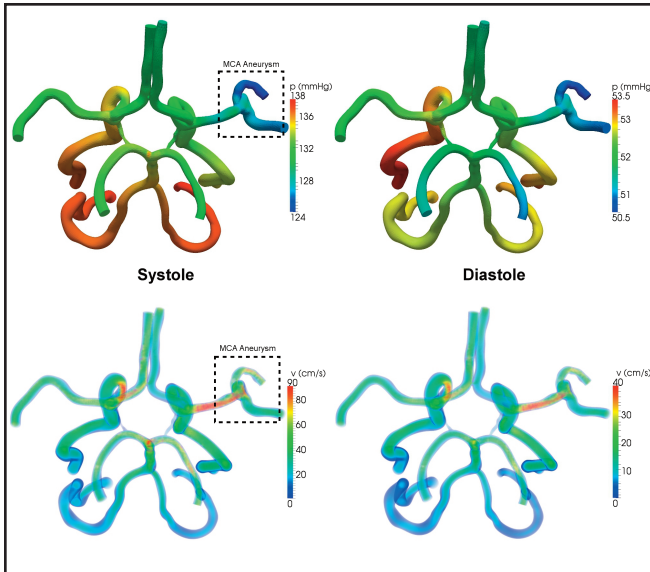 MCA Aneurysm
p (mmHg)
138
136
132
128
124
p (mmHg)
53.5
53
52
51
50.5
Systole
Diastole
MCA Aneurysm
v (cm/s)
90
80
60
40
20
0
v (cm/s)
40
30
20
10
0